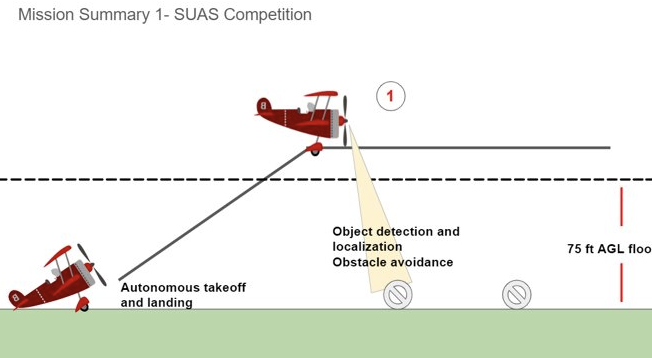 Mission Summary 1- SUAS Competition
1
Object detection and
localization
Obstacle avoidance
75 ft AGL floo
Autonomous takeoff
and landing